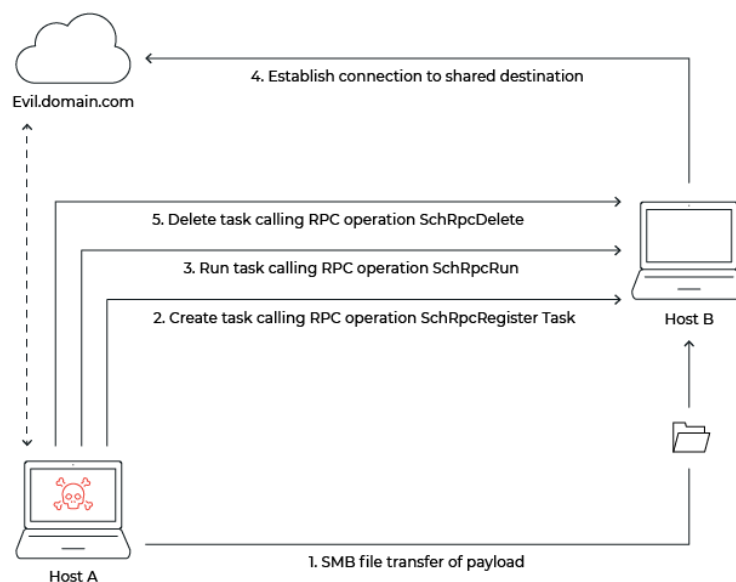 4. Establish connection to shared destination
Evil.domain.com
5. Delete task calling RPC operation SchRpcDelete
3. Run task calling RPC operation SchRpcRun
2. Create task calling RPC operation SchRpcRegister Task
Host B
1. SMB file transfer of payload
Host A